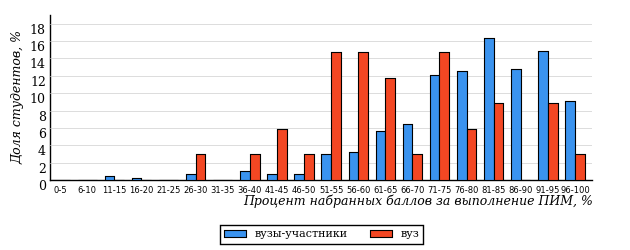 Доля студентов, %
18
16
14
12
10
8
6
4
2
0
0-5 6-10 11-15 16-20 21-25 26-30 31-35 36-40 41-45 46-50 51-55 56-60 61-65 66-70 71-75 76-80 81-85 86-90 91-95 96-100
Процент набранных баллов за выполнение ПИМ, %
вузы-участники вуз